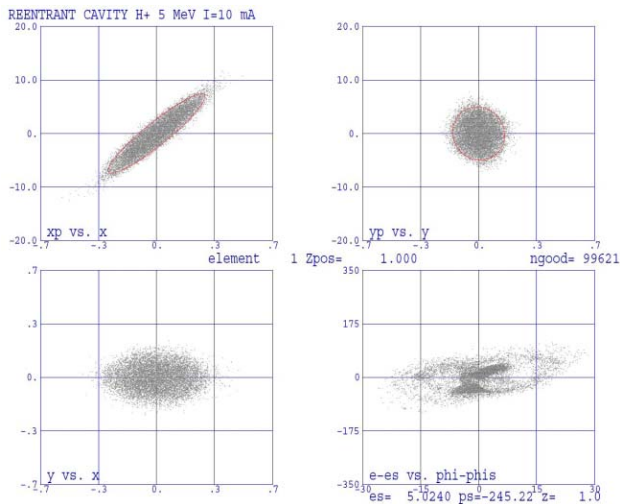 REENTRANT CAVITY H+ 5 MeV I=10 mA
20.0 20.0
10.0 10.0
0. 0.
-10.0 -10.0
xp vs. x yp vs. y
-20.0 -20.0
-.7 -.3 0. .3 .7 -.7 -.3 0. .3 .7
element 1 Zpos= 1.000 ngood= 99621
.7 350
.3 175
0. 0.
-.3 -175
y vs. x e-es vs. phi-phis
-.7 -350
-.7 -.3 0. .3 .7 -30 -15 0. 15 30
es= 5.0240 ps=-245.22 z= 1.0